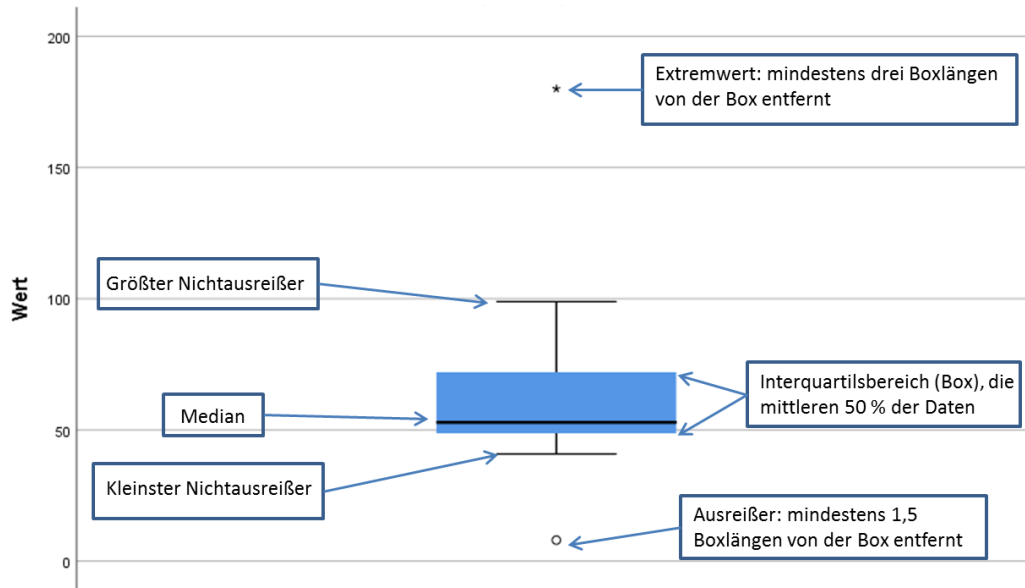 200
Extremwert: mindestens drei Boxlängen
von der Box entfernt
*
150
Größter Nichtausreißer
100
Wert
Interquartilsbereich (Box), die
mittleren 50 % der Daten
Median
50
Kleinster Nichtausreißer
Ausreißer: mindestens 1,5
Boxlängen von der Box entfernt
0